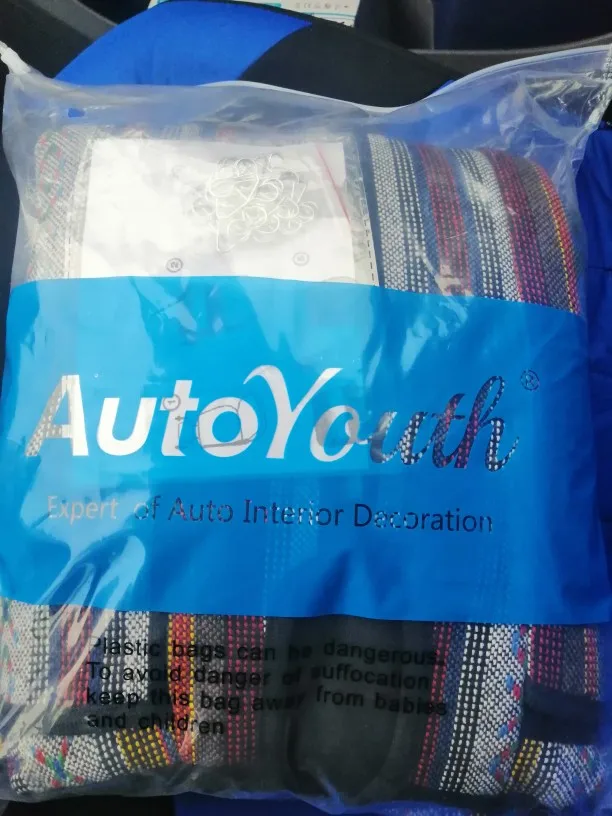 AutoYouth®
Expert of Auto Interior Decoration
Plastic bags can be dangerous.
To avoid danger of suffocation
keep this bag away from babies
and children